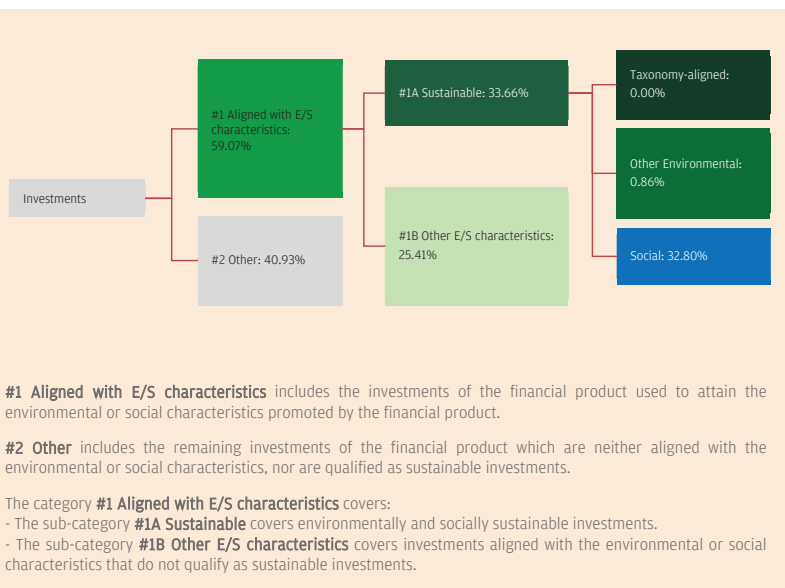 Investments
#1 Aligned with E/S
characteristics:
59.07%
#2 Other: 40.93%
#1A Sustainable: 33.66%
#1B Other E/S characteristics:
25.41%
Taxonomy-aligned:
0.00%
Other Environmental:
0.86%
Social: 32.80%
#1 Aligned with E/S characteristics includes the investments of the financial product used to attain the
environmental or social characteristics promoted by the financial product.
#2 Other includes the remaining investments of the financial product which are neither aligned with the
environmental or social characteristics, nor are qualified as sustainable investments.
The category #1 Aligned with E/S characteristics covers:
- The sub-category #1A Sustainable covers environmentally and socially sustainable investments.
- The sub-category #1B Other E/S characteristics covers investments aligned with the environmental or social
characteristics that do not qualify as sustainable investments.